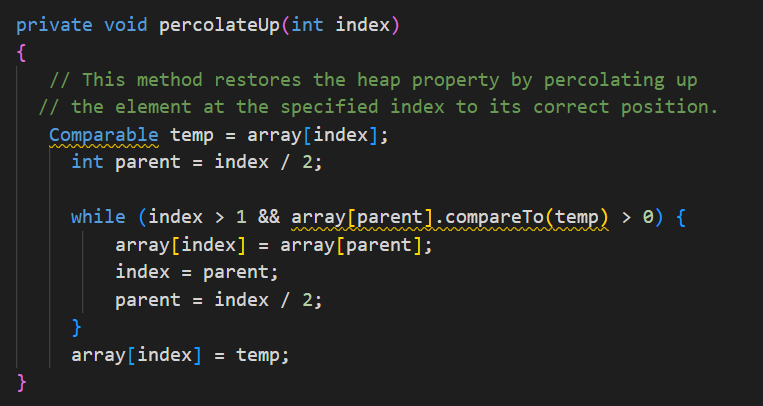 private void percolateUp(int index)
{
// This method restores the heap property by percolating up
// the element at the specified index to its correct position.
Comparable temp = array[index];
int parent = index / 2;
while (index > 1 && array[parent].compareTo(temp) > 0) {
array[index] = array[parent];
index = parent;
parent = index / 2;
}
array[index] = temp;
}